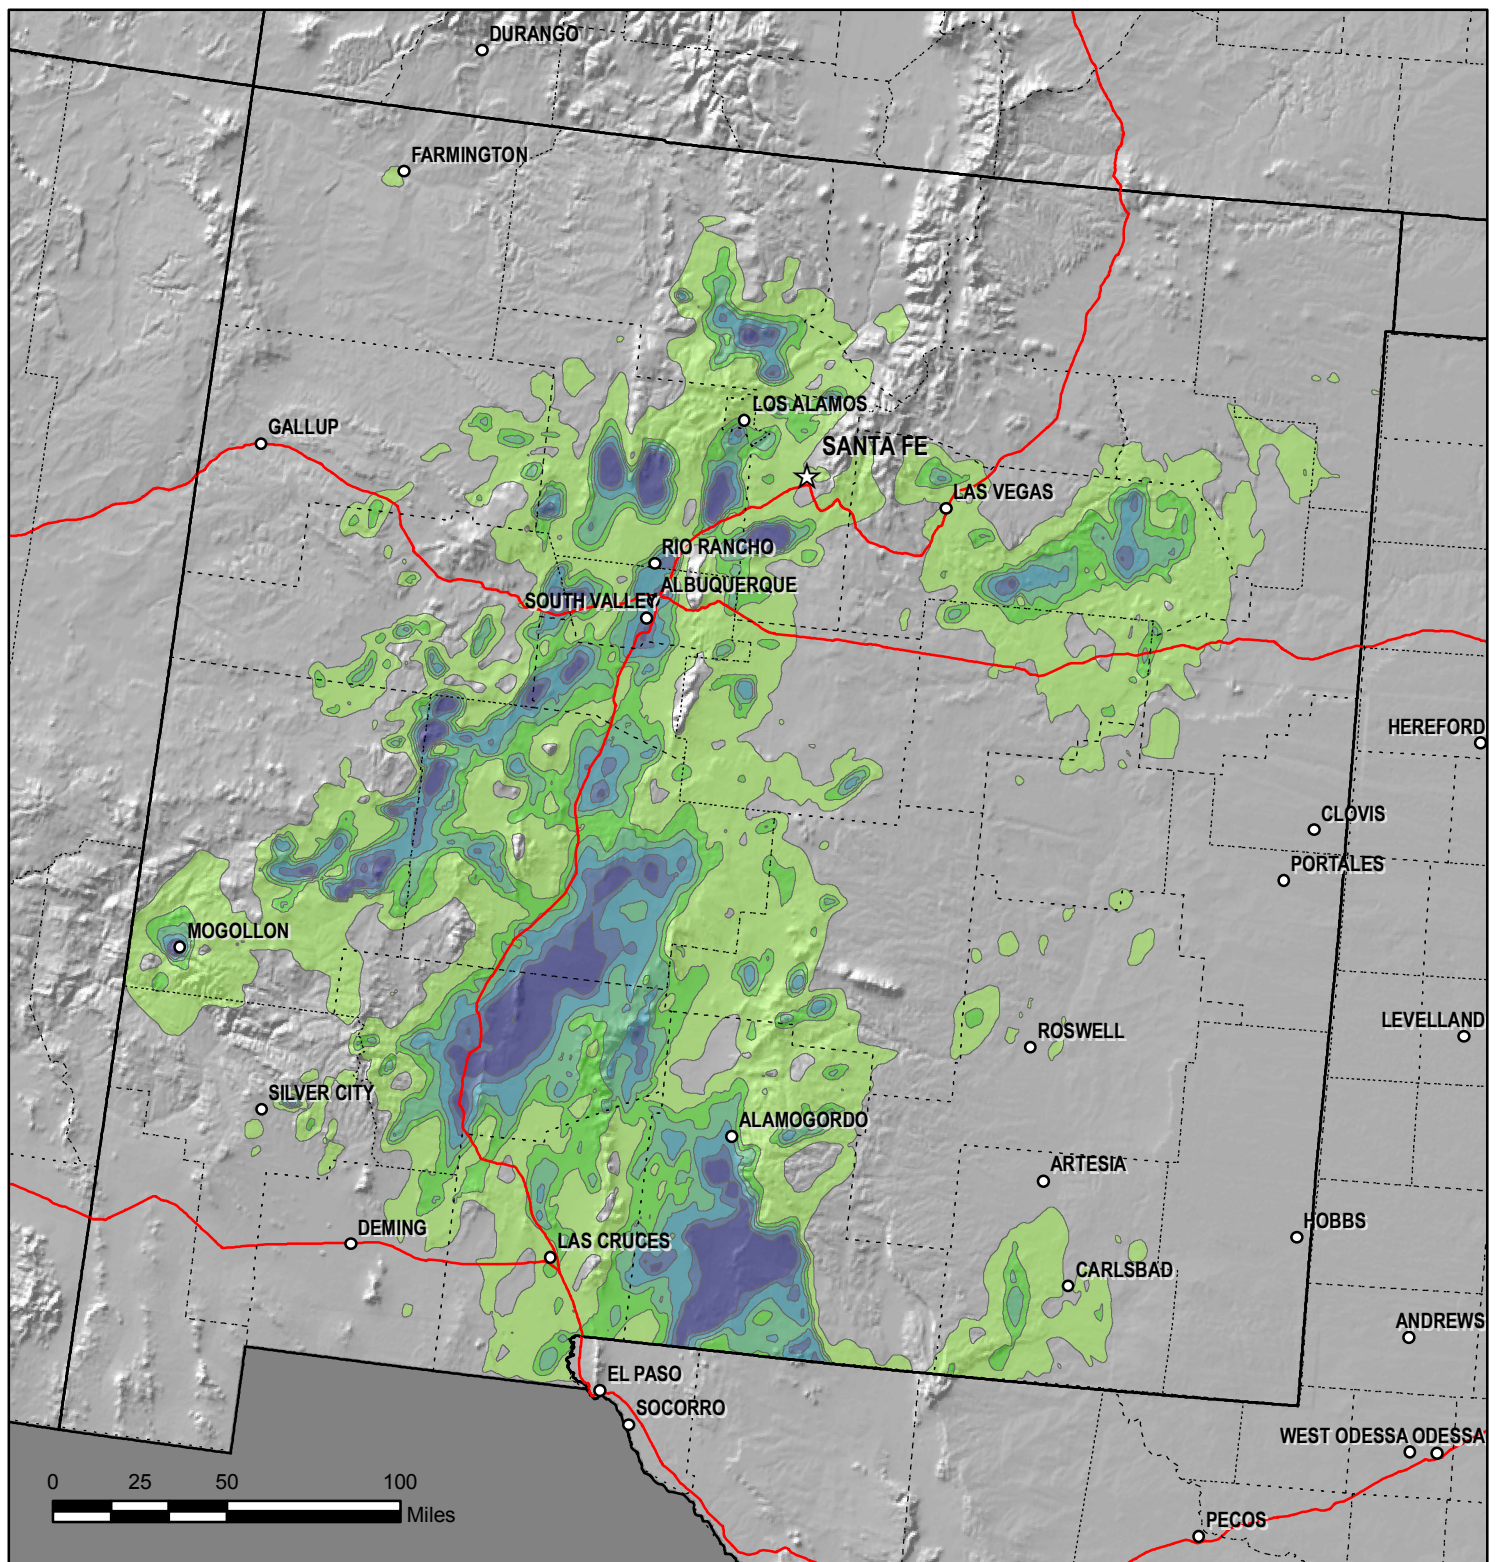 DURANGO
FARMINGTON
LOS ALAMOS
GALLUP
SANTA FE
LAS VEGAS
RIO RANCHO
ALBUQUERQUE
SOUTH VALLEY
HEREFORD
CLOVIS
PORTALES
MOGOLLON
LEVELLAND
ROSWELL
SILVER CITY
ALAMOGORDO
ARTESIA
HOBBS
DEMING
LAS CRUCES
CARLSBAD
ANDREWS
EL PASO
SOCORRO
WEST ODESSA ODESSA
0 25 50 100
Miles
PECOS